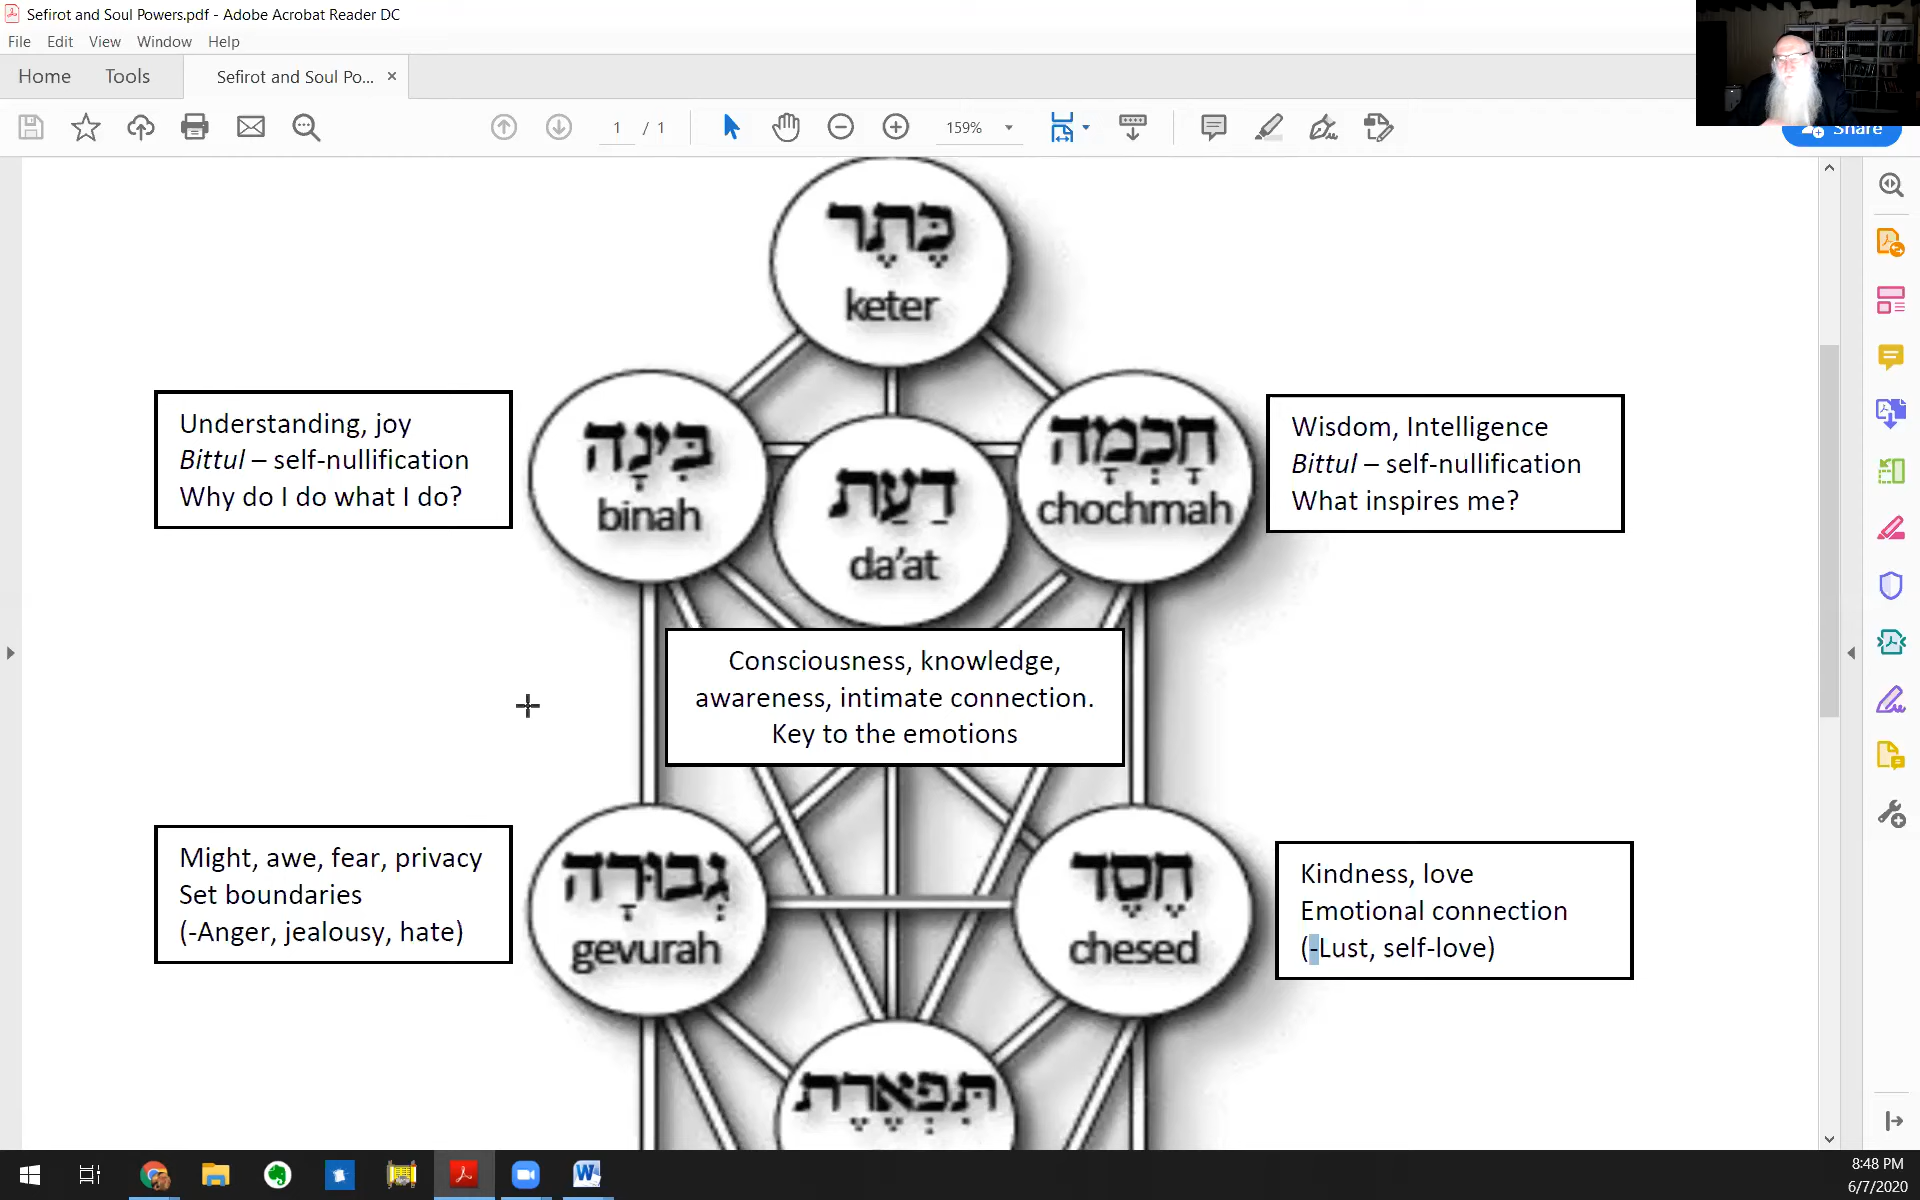 Sefirot and Soul Powers.pdf - Adobe Acrobat Reader DC
File Edit View Window Help
Home Tools Sefirot and Soul Po... ×
1 / 1 159% Share
כֶּתֶר
keter
בִּינָה
binah
דַעַת
da'at
חָכְמָה
chochmah
Understanding, joy
Bittul – self-nullification
Why do I do what I do?
Wisdom, Intelligence
Bittul – self-nullification
What inspires me?
Consciousness, knowledge,
awareness, intimate connection.
Key to the emotions
Might, awe, fear, privacy
Set boundaries
(-Anger, jealousy, hate)
גְבוּרָה
gevurah
חֶסֶד
chesed
Kindness, love
Emotional connection
(-Lust, self-love)
תִּפְאֶרֶת
8:48 PM
6/7/2020